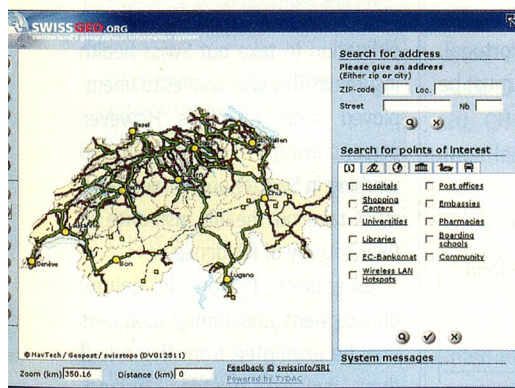 SWISSGEO.ORG
switzerland's geographical information system
Search for address
Please give an address
(Either zip or city)
ZIP-code Loc.
Street Nb
Search for points of interest
Hospitals Post offices
Shopping Centers Embassies
Universities Pharmacies
Libraries Boarding schools
EC-Bankomat Community
Wireless LAN Hotspots
System messages
Basel
Lausanne
Genève
Sion
Lugano
© NavTech / Geopost / swisstopo (DV012511)
Zoom (km) 350.16 Distance (km) 0
Feedback © swissinfo/SRI
Powered by TYDAC